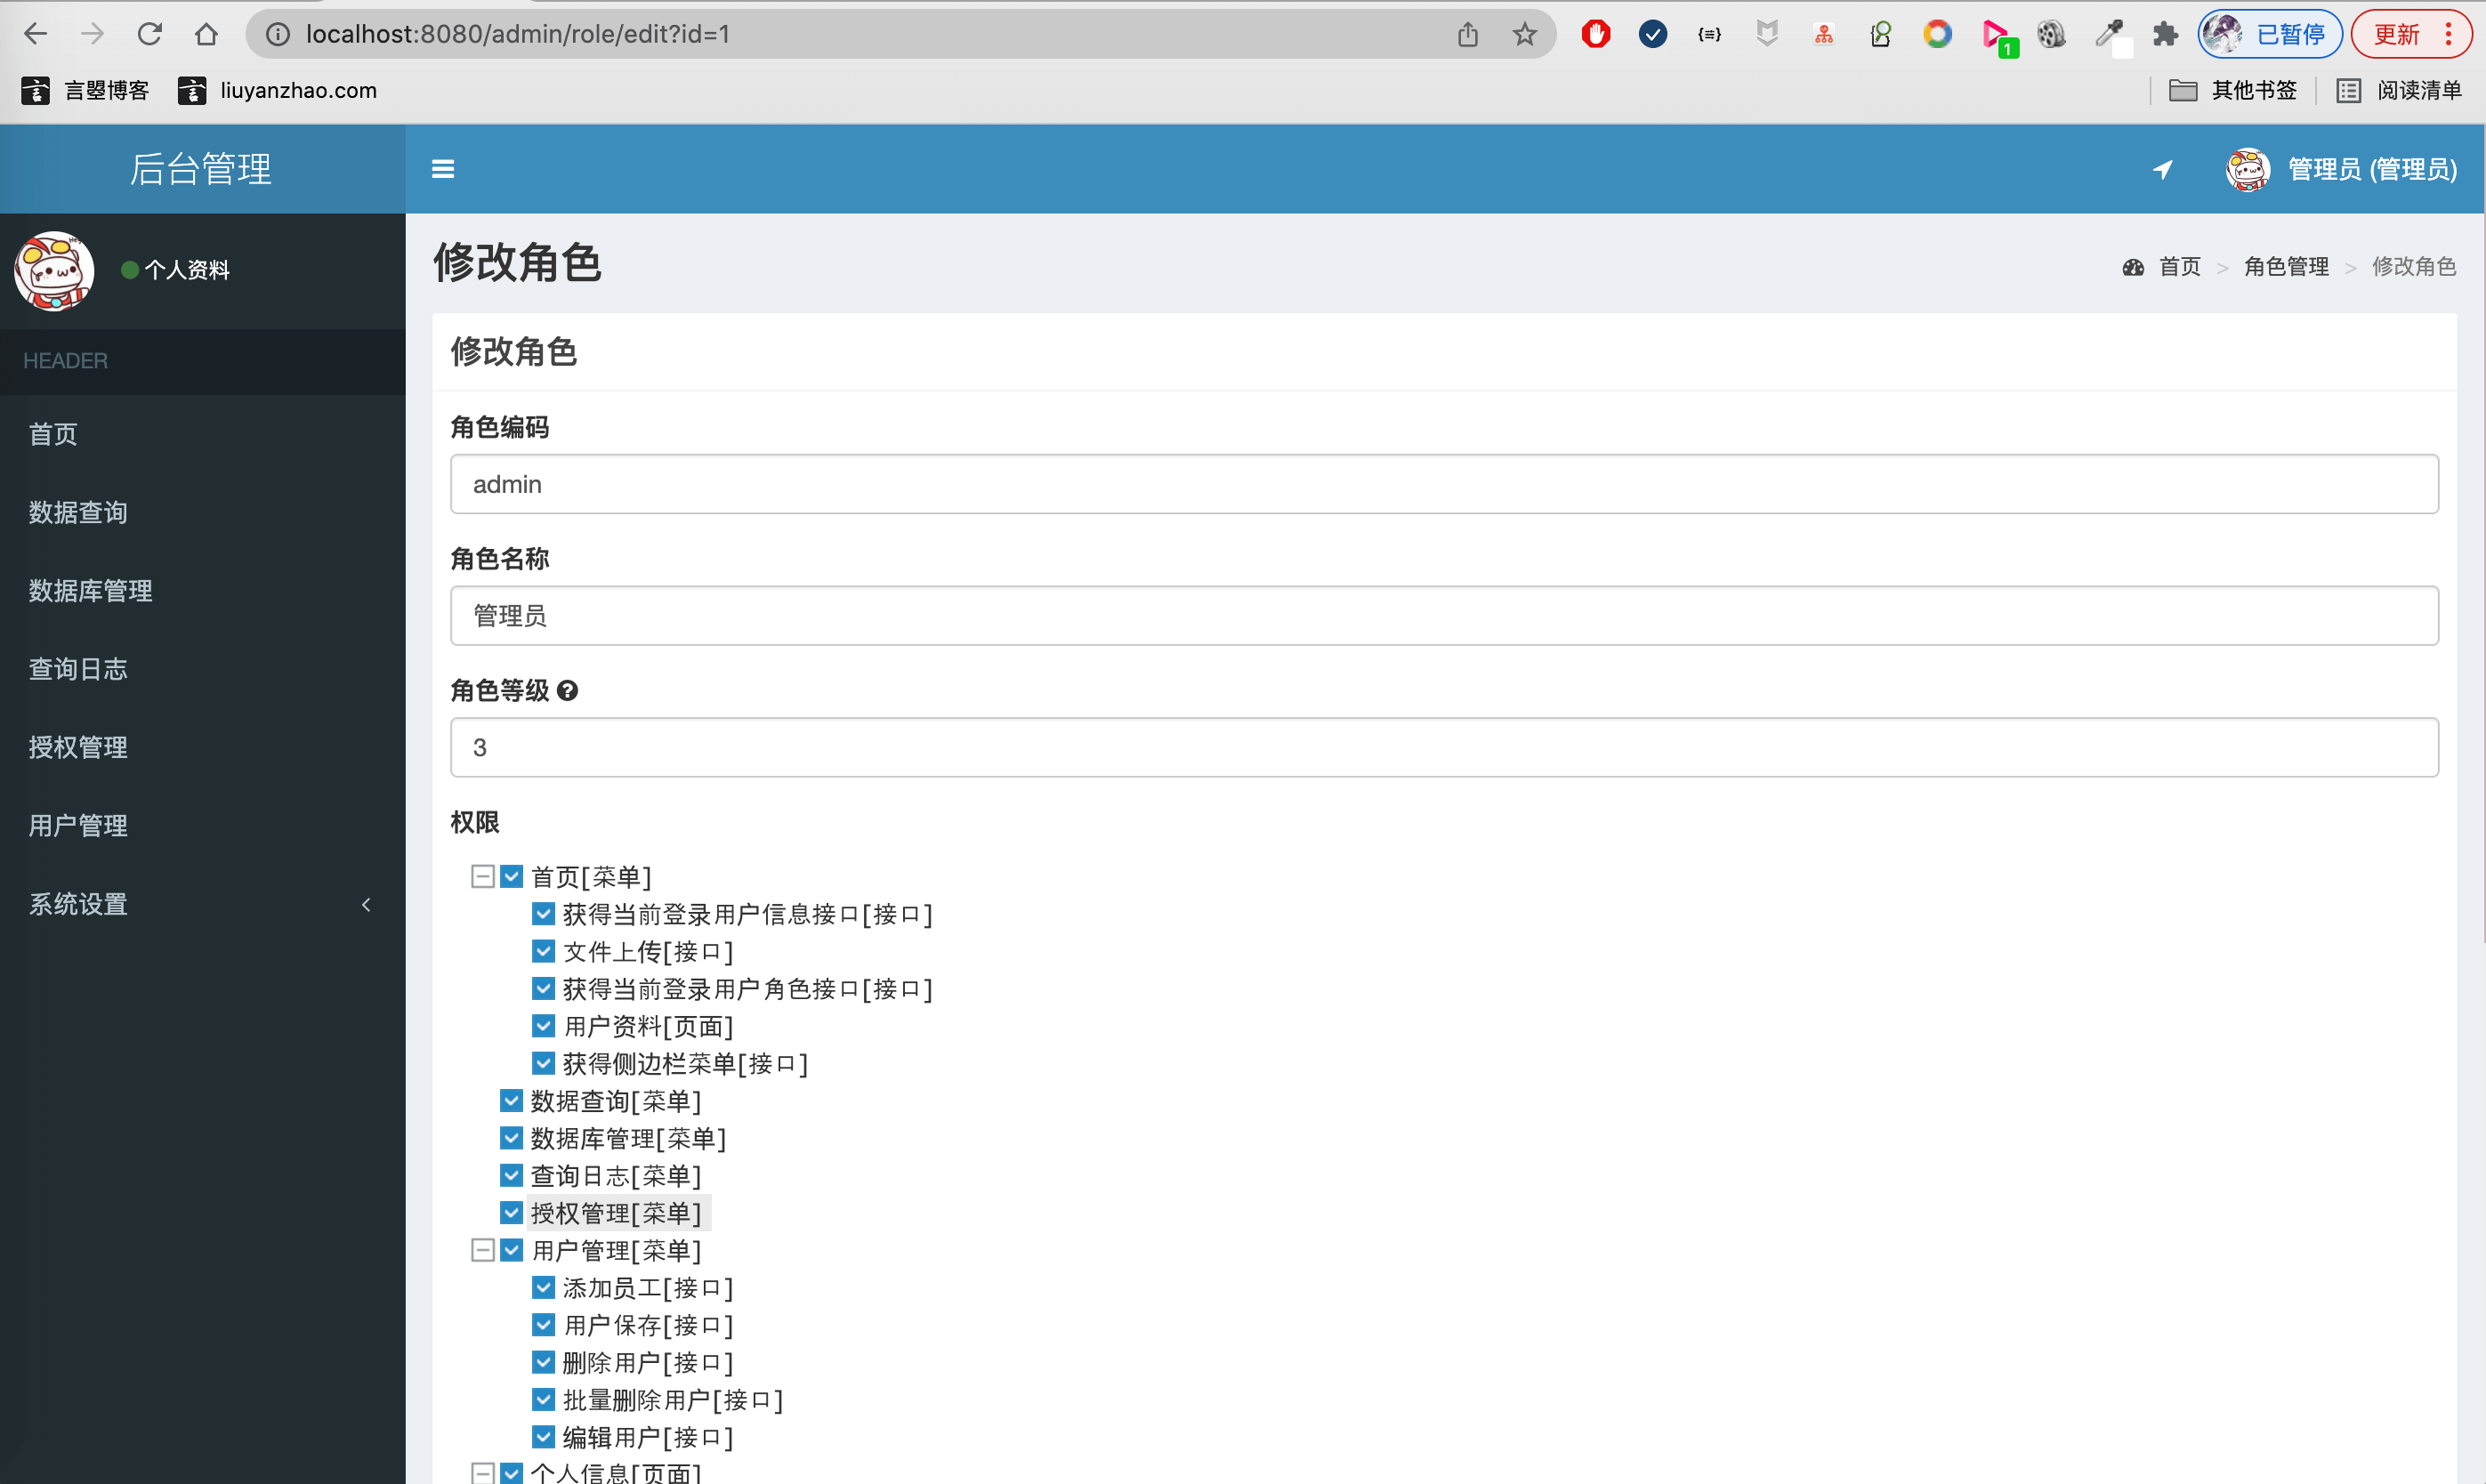 localhost:8080/admin/role/edit?id=1
1
已暂停
更新
言曌博客
liuyanzhao.com
其他书签
阅读清单
后台管理
管理员 (管理员)
个人资料
HEADER
首页
数据查询
数据库管理
查询日志
授权管理
用户管理
系统设置
修改角色
首页 > 角色管理 > 修改角色
修改角色
角色编码
admin
角色名称
管理员
角色等级
3
权限
首页[菜单]
获得当前登录用户信息接口[接口]
文件上传[接口]
获得当前登录用户角色接口[接口]
用户资料[页面]
获得侧边栏菜单[接口]
数据查询[菜单]
数据库管理[菜单]
查询日志[菜单]
授权管理[菜单]
用户管理[菜单]
添加员工[接口]
用户保存[接口]
删除用户[接口]
批量删除用户[接口]
编辑用户[接口]
个人信息[页面]